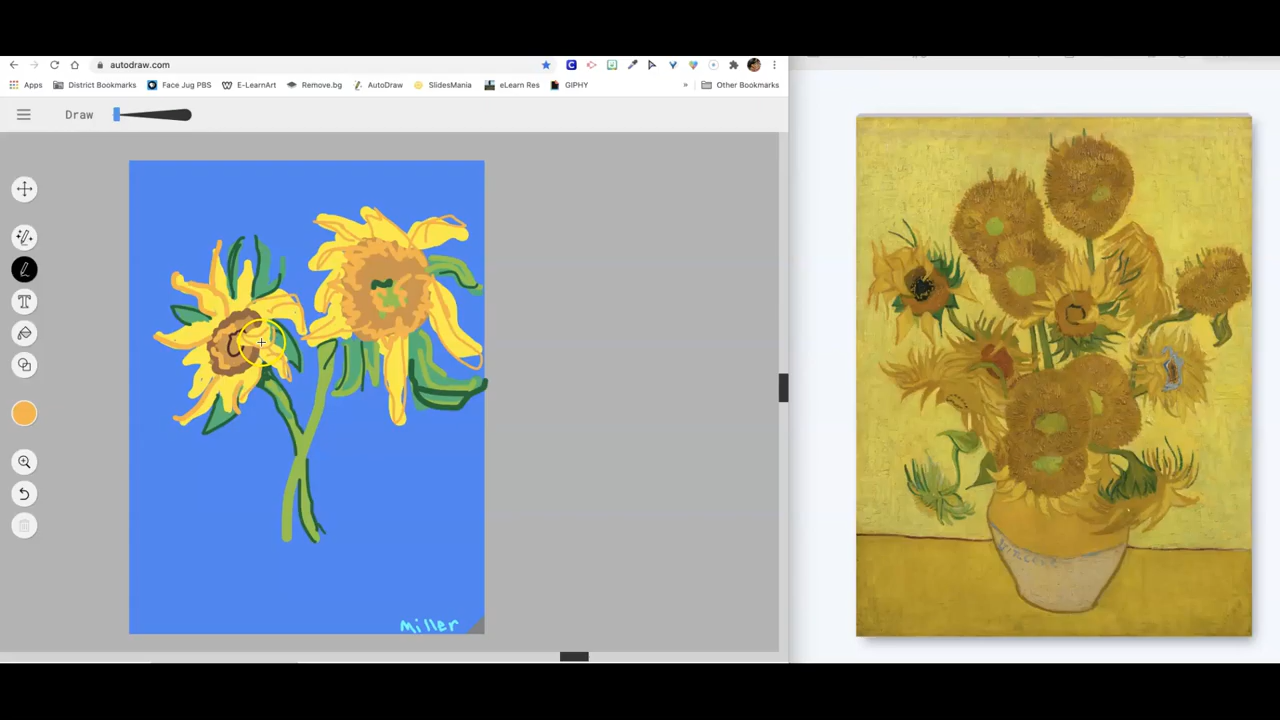 autodraw.com
Apps District Bookmarks Face Jug PBS E-LearnArt Remove.bg AutoDraw SlidesMania eLearn Res GIPHY » Other Bookmarks
Draw
miller
Vincent